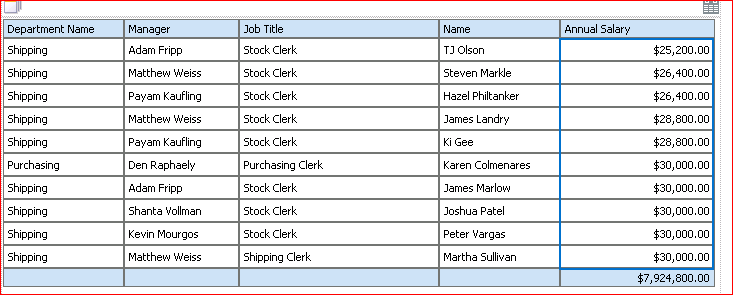 Department Name Manager Job Title Name Annual Salary
Shipping Adam Fripp Stock Clerk TJ Olson $25,200.00
Shipping Matthew Weiss Stock Clerk Steven Markle $26,400.00
Shipping Payam Kaufling Stock Clerk Hazel Philtanker $26,400.00
Shipping Matthew Weiss Stock Clerk James Landry $28,800.00
Shipping Payam Kaufling Stock Clerk Ki Gee $28,800.00
Purchasing Den Raphaely Purchasing Clerk Karen Colmenares $30,000.00
Shipping Adam Fripp Stock Clerk James Marlow $30,000.00
Shipping Shanta Vollman Stock Clerk Joshua Patel $30,000.00
Shipping Kevin Mourgos Stock Clerk Peter Vargas $30,000.00
Shipping Matthew Weiss Shipping Clerk Martha Sullivan $30,000.00
$7,924,800.00